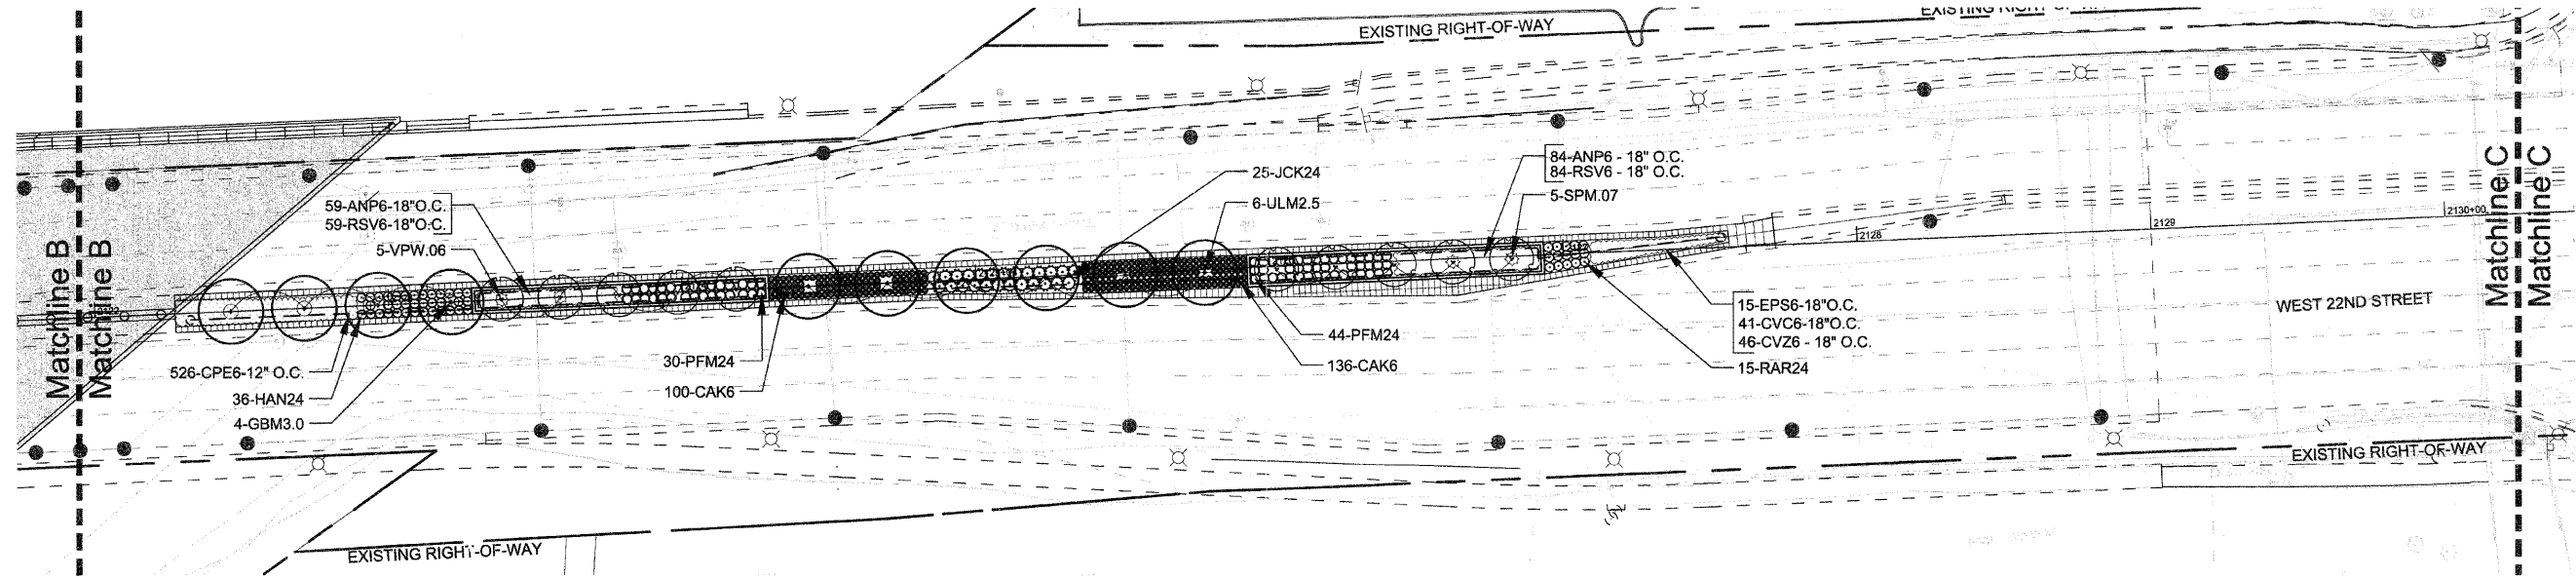 EXISTING RIGHT-OF-WAY
Matchline B
Matchline B
Matchline C
Matchline C
59-ANP6-18"O.C.
59-RSV6-18"O.C.
5-VPW.06
25-JCK24
6-ULM2.5
84-ANP6 - 18" O.C.
84-RSV6 - 18" O.C.
5-SPM.07
2128
2129
2130+00
526-CPE6-12" O.C.
36-HAN24
4-GBM3.0
30-PFM24
100-CAK6
44-PFM24
136-CAK6
15-EPS6-18"O.C.
41-CVC6-18"O.C.
46-CVZ6 - 18" O.C.
15-RAR24
WEST 22ND STREET
EXISTING RIGHT-OF-WAY
EXISTING RIGHT-OF-WAY